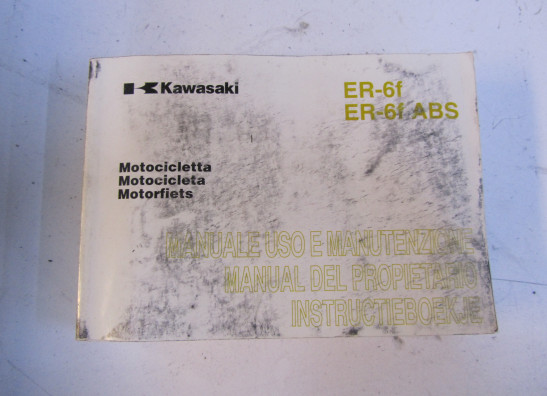 Kawasaki
ER-6f
ER-6f ABS
Motocicletta
Motocicleta
Motorfiets
MANUALE USO E MANUTENZIONE
MANUAL DEL PROPIETARIO
INSTRUCTIEBOEKJE